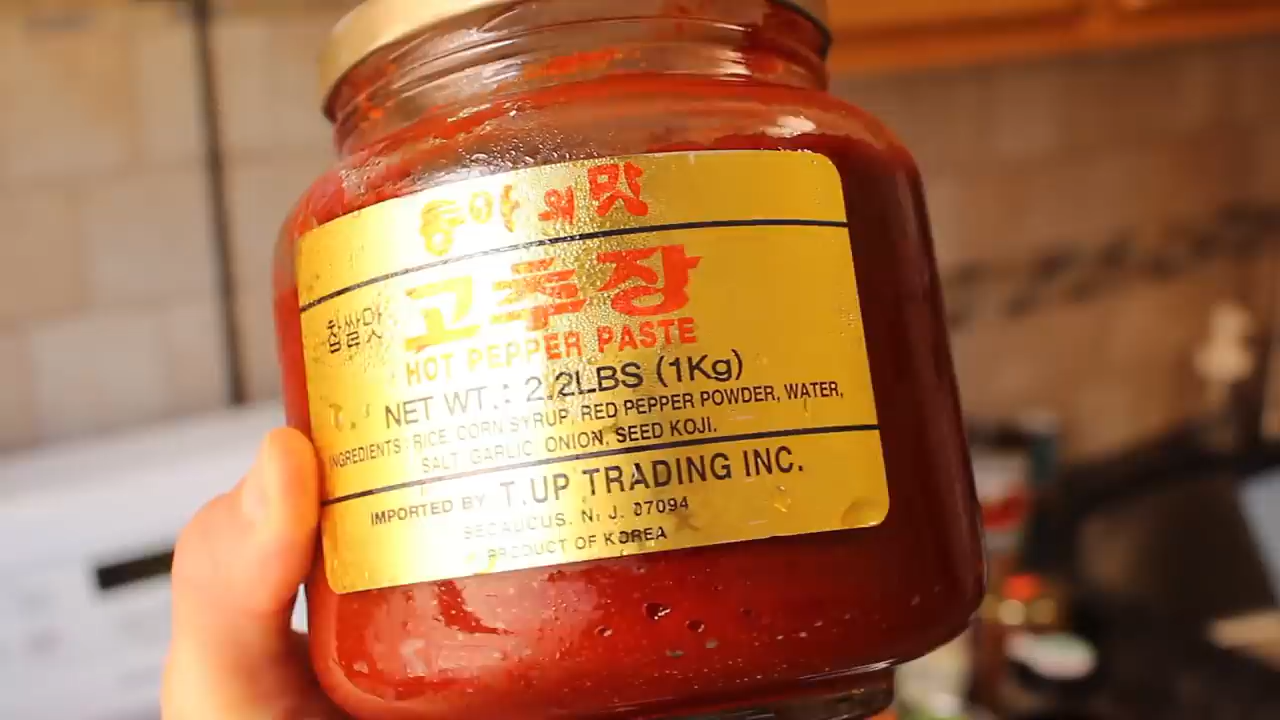 동아의 맛
찹쌀맛 고추장
HOT PEPPER PASTE
NET WT.: 2.2LBS (1Kg)
INGREDIENTS: RICE, CORN SYRUP, RED PEPPER POWDER, WATER,
SALT, GARLIC, ONION, SEED KOJI.
IMPORTED BY T.UP TRADING INC.
SECAUCUS, N. J. 07094
PRODUCT OF KOREA